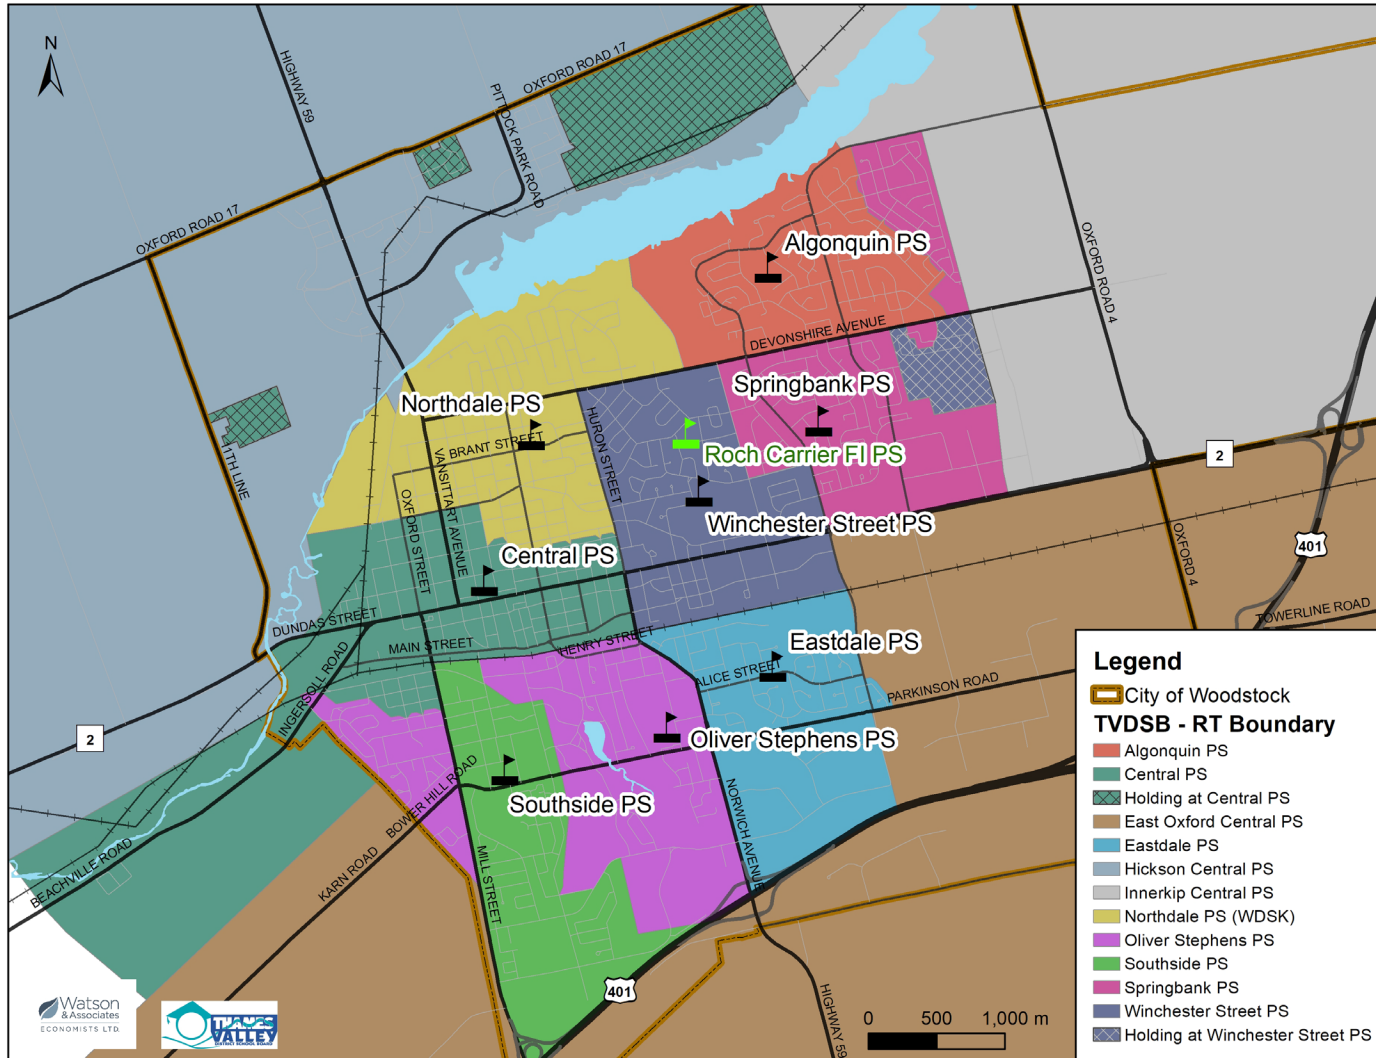 N
OXFORD ROAD 17
HIGHWAY 59
PITTOCK PARK ROAD
OXFORD ROAD 17
Algonquin PS
OXFORD ROAD 4
DEVONSHIRE AVENUE
Springbank PS
Northdale PS
HURON STREET
BRANT STREET
VANSITTART AVENUE
Roch Carrier FI PS
2
11TH LINE
OXFORD STREET
Winchester Street PS
Central PS
OXFORD 4
401
DUNDAS STREET
TOWERLINE ROAD
MAIN STREET
HENRY STREET
Eastdale PS
ALICE STREET
INGERSOLL ROAD
PARKINSON ROAD
2
Oliver Stephens PS
BOWER HILL ROAD
Southside PS
NORWICH AVENUE
KARN ROAD
MILL STREET
BEACHVILLE ROAD
401
HIGHWAY 59
Legend
City of Woodstock
TVDSB - RT Boundary
Algonquin PS
Central PS
Holding at Central PS
East Oxford Central PS
Eastdale PS
Hickson Central PS
Innerkip Central PS
Northdale PS (WDSK)
Oliver Stephens PS
Southside PS
Springbank PS
Winchester Street PS
Holding at Winchester Street PS
0 500 1,000 m
Watson
& Associates
ECONOMISTS LTD.
THAMES
VALLEY
DISTRICT SCHOOL BOARD